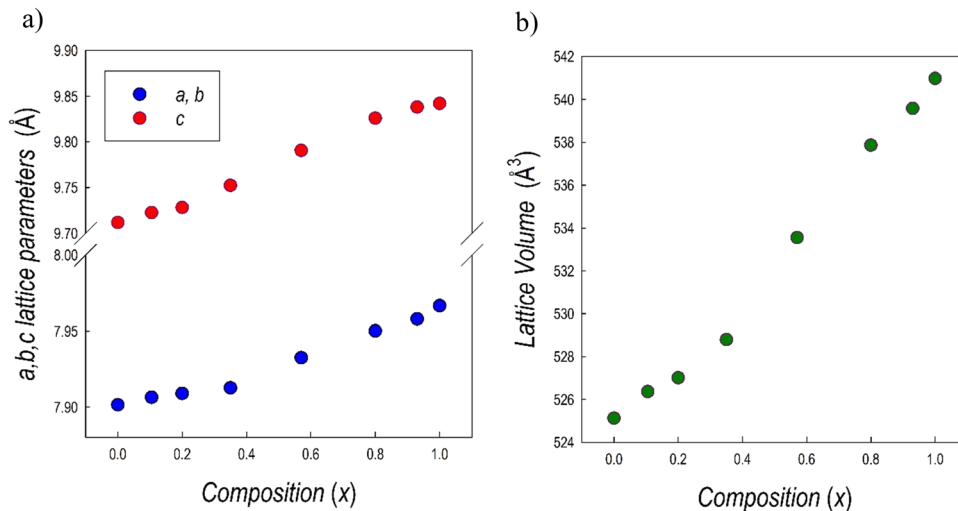 a)
9.90
9.85
9.80
9.75
9.70
8.00
7.95
7.90
a,b,c lattice parameters (Å)
a, b
c
0.0 0.2 0.4 0.6 0.8 1.0
Composition (x)
b)
542
540
538
536
534
532
530
528
526
524
Lattice Volume (Å³)
0.0 0.2 0.4 0.6 0.8 1.0
Composition (x)